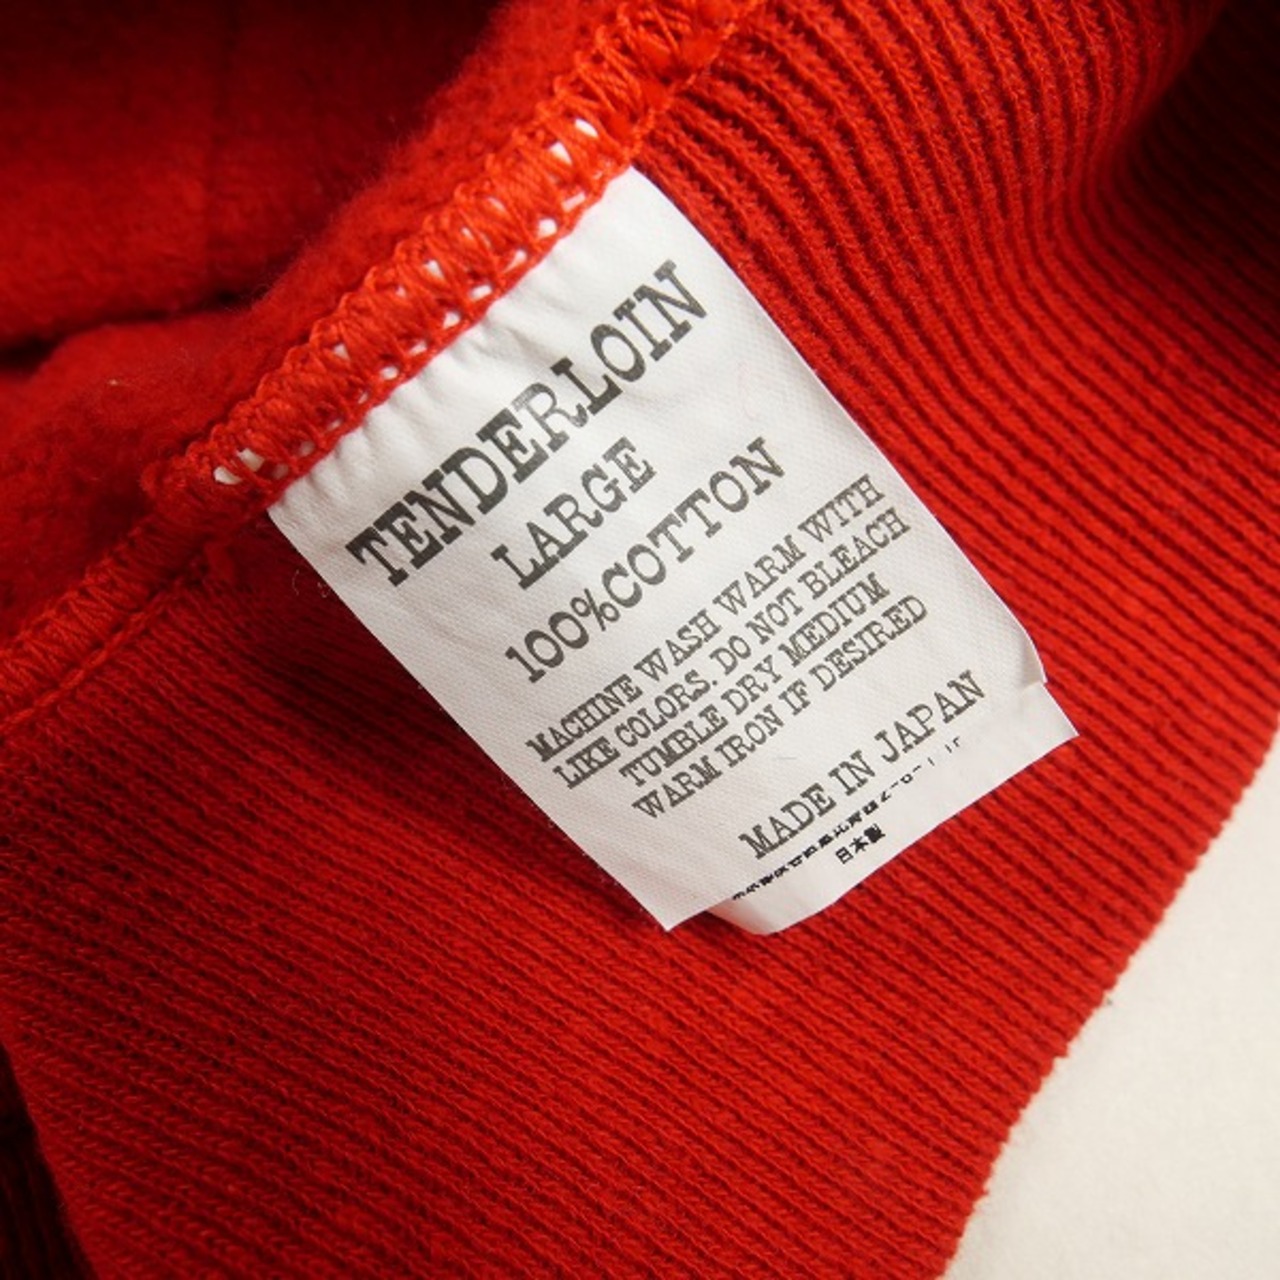 TENDERLOIN
LARGE
100%COTTON
MACHINE WASH WARM WITH
LIKE COLORS. DO NOT BLEACH
TUMBLE DRY MEDIUM
WARM IRON IF DESIRED
MADE IN JAPAN
日本製